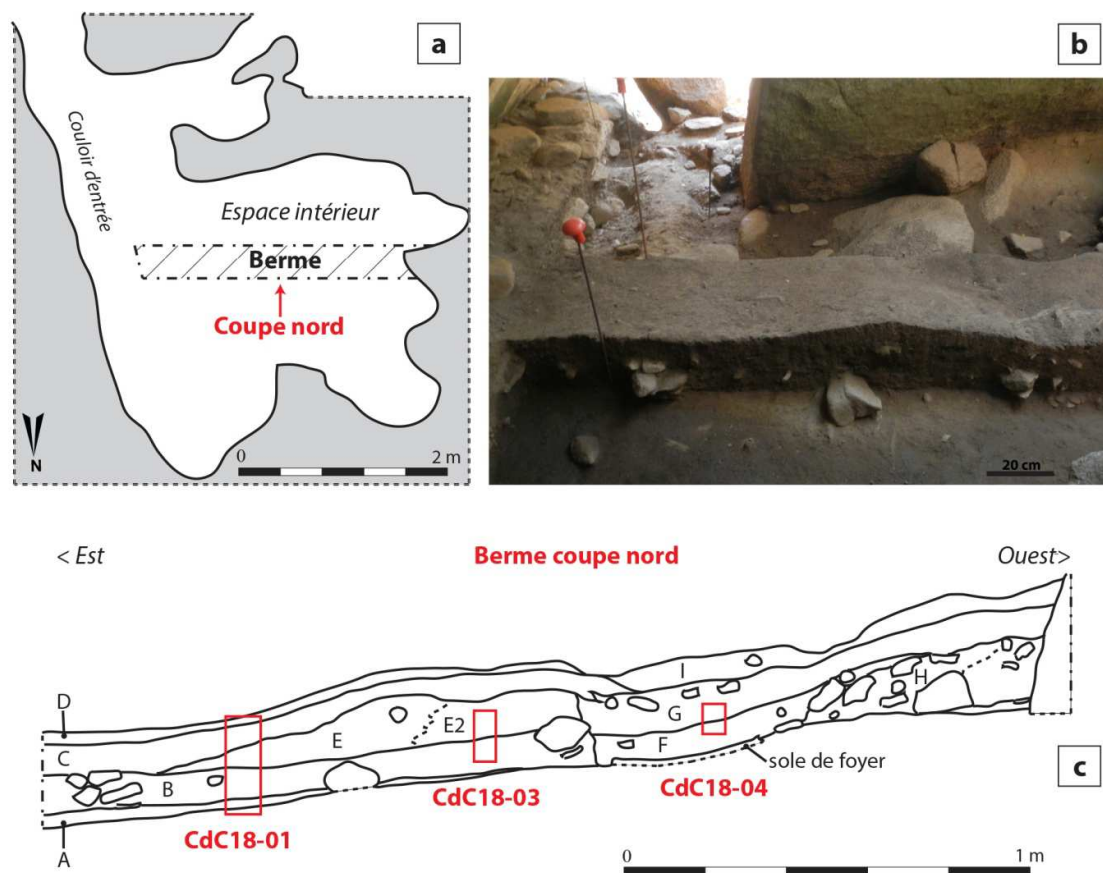 a
Couloir d'entrée
Espace intérieur
Berme
Coupe nord
N
0 2 m
b
20 cm
< Est Berme coupe nord Ouest>
D
C
B
A
E
E2
I
G
F
H
sole de foyer
CdC18-01
CdC18-03
CdC18-04
c
0 1 m